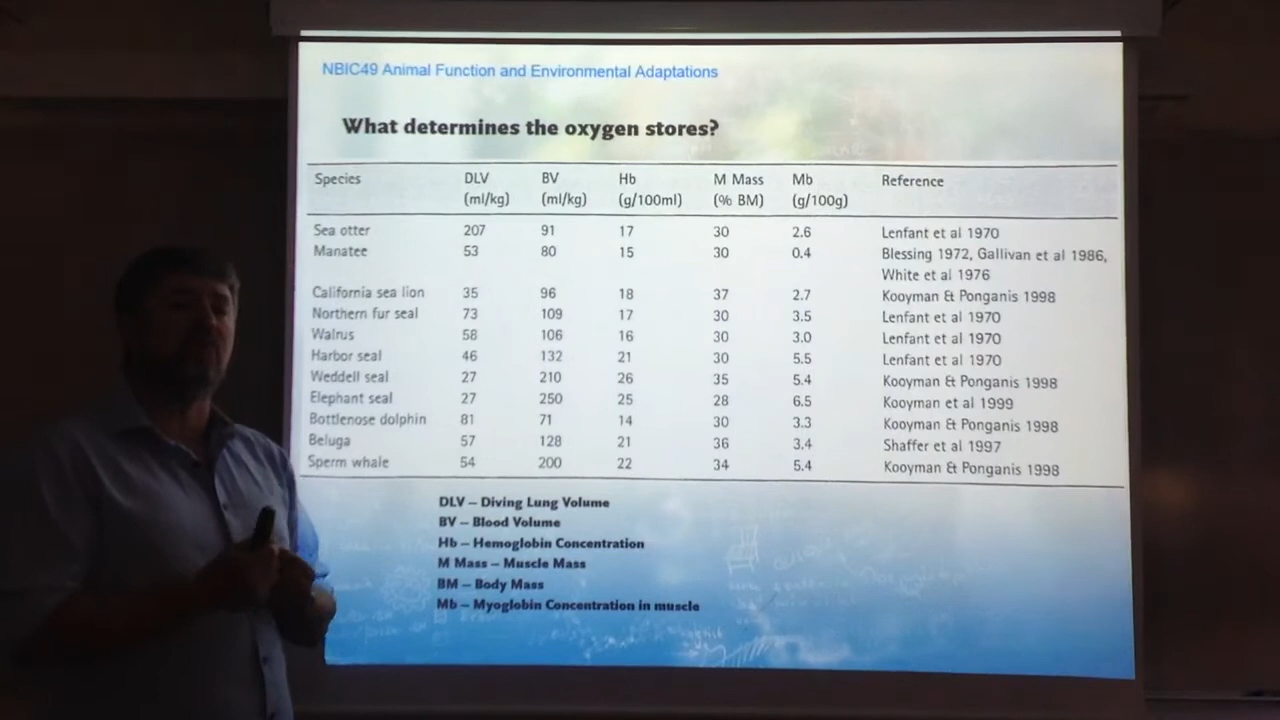 NBIC49 Animal Function and Environmental Adaptations
What determines the oxygen stores?
Species DLV BV Hb M Mass Mb Reference
(ml/kg) (ml/kg) (g/100ml) (% BM) (g/100g)
Sea otter 207 91 17 30 2.6 Lenfant et al 1970
Manatee 53 80 15 30 0.4 Blessing 1972, Gallivan et al 1986,
White et al 1976
California sea lion 35 96 18 37 2.7 Kooyman & Ponganis 1998
Northern fur seal 73 109 17 30 3.5 Lenfant et al 1970
Walrus 58 106 16 30 3.0 Lenfant et al 1970
Harbor seal 46 132 21 30 5.5 Lenfant et al 1970
Weddell seal 27 210 26 35 5.4 Kooyman & Ponganis 1998
Elephant seal 27 250 25 28 6.5 Kooyman et al 1999
Bottlenose dolphin 81 71 14 30 3.3 Kooyman & Ponganis 1998
Beluga 57 128 21 36 3.4 Shaffer et al 1997
Sperm whale 54 200 22 34 5.4 Kooyman & Ponganis 1998
DLV – Diving Lung Volume
BV – Blood Volume
Hb – Hemoglobin Concentration
M Mass – Muscle Mass
BM – Body Mass
Mb – Myoglobin Concentration in muscle